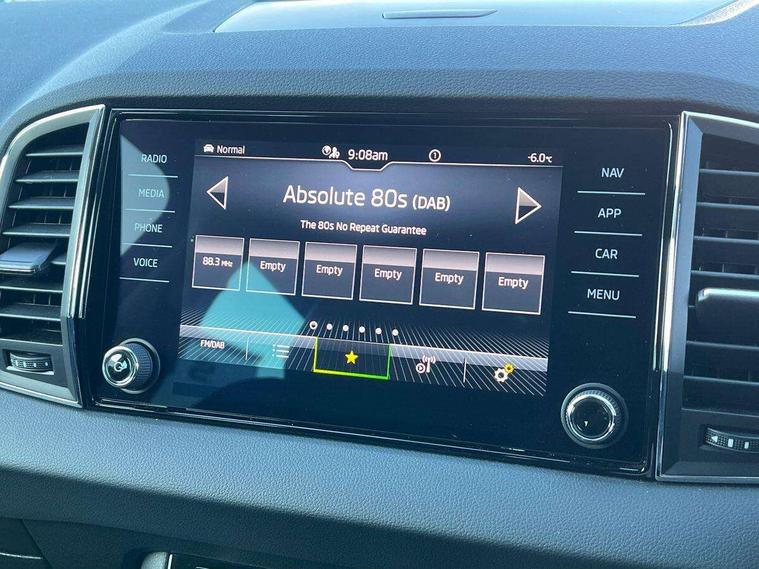 RADIO
MEDIA
PHONE
VOICE
Normal
9:08am
-6.0℃
Absolute 80s (DAB)
The 80s No Repeat Guarantee
88.3 MHz
Empty
Empty
Empty
Empty
Empty
FM/DAB
NAV
APP
CAR
MENU